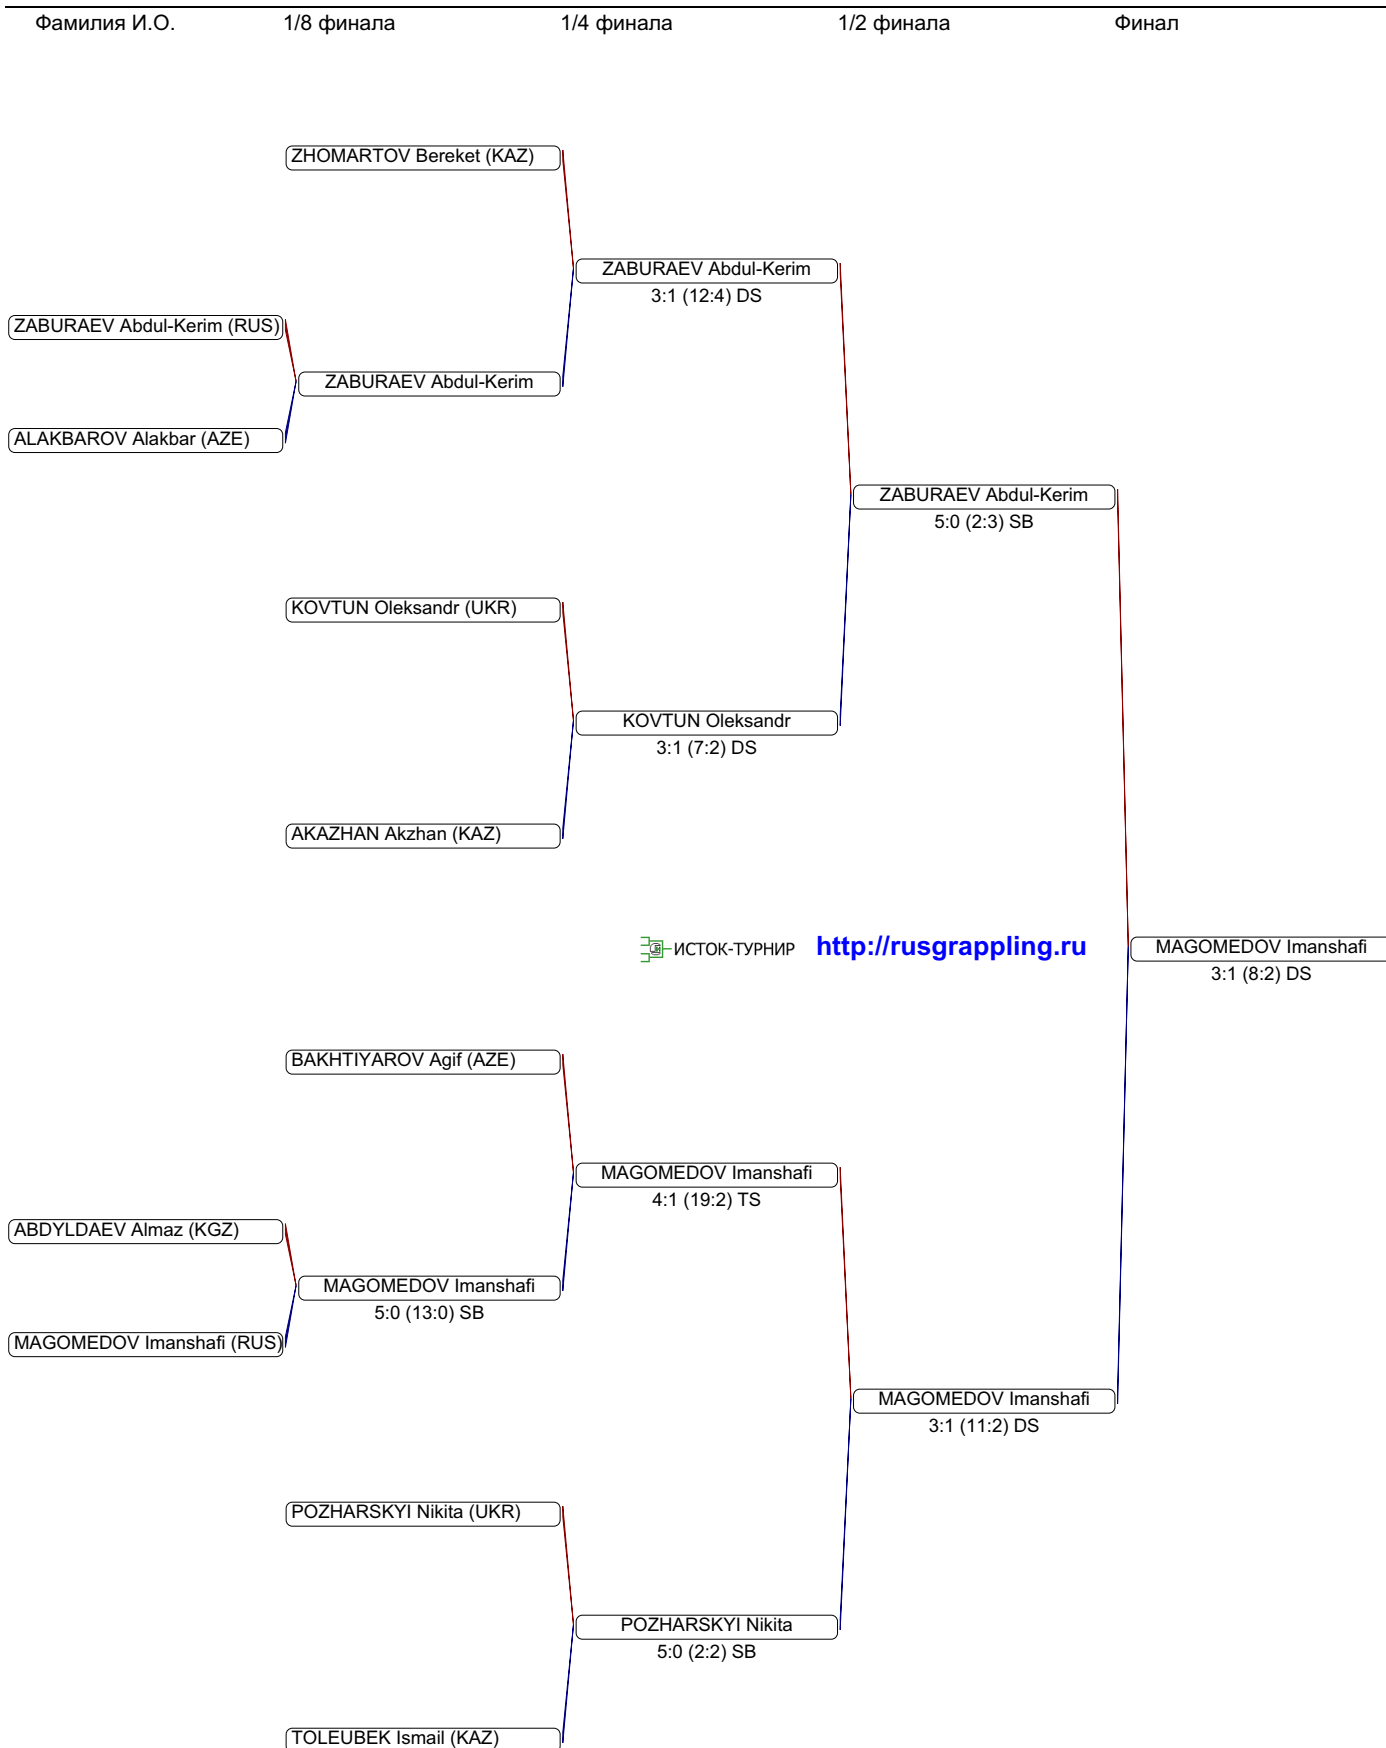 Фамилия И.О. 1/8 финала 1/4 финала 1/2 финала Финал
ZHOMARTOV Bereket (KAZ)
ZABURAEV Abdul-Kerim
3:1 (12:4) DS
ZABURAEV Abdul-Kerim (RUS)
ZABURAEV Abdul-Kerim
ALAKBAROV Alakbar (AZE)
ZABURAEV Abdul-Kerim
5:0 (2:3) SB
KOVTUN Oleksandr (UKR)
KOVTUN Oleksandr
3:1 (7:2) DS
AKAZHAN Akzhan (KAZ)
ИСТОК-ТУРНИР http://rusgrappling.ru MAGOMEDOV Imanshafi
3:1 (8:2) DS
BAKHTIYAROV Agif (AZE)
MAGOMEDOV Imanshafi
4:1 (19:2) TS
ABDYLDAEV Almaz (KGZ)
MAGOMEDOV Imanshafi
5:0 (13:0) SB
MAGOMEDOV Imanshafi (RUS)
MAGOMEDOV Imanshafi
3:1 (11:2) DS
POZHARSKYI Nikita (UKR)
POZHARSKYI Nikita
5:0 (2:2) SB
TOLEUBEK Ismail (KAZ)